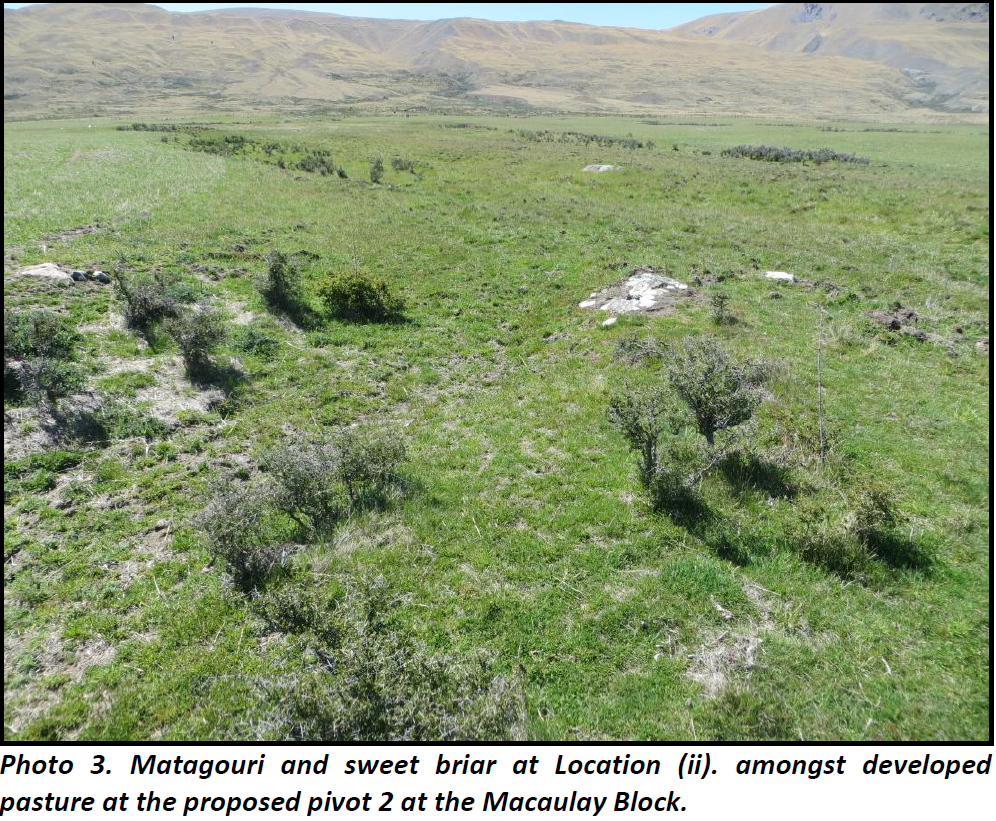 Photo 3. Matagouri and sweet briar at Location (ii). amongst developed
pasture at the proposed pivot 2 at the Macaulay Block.